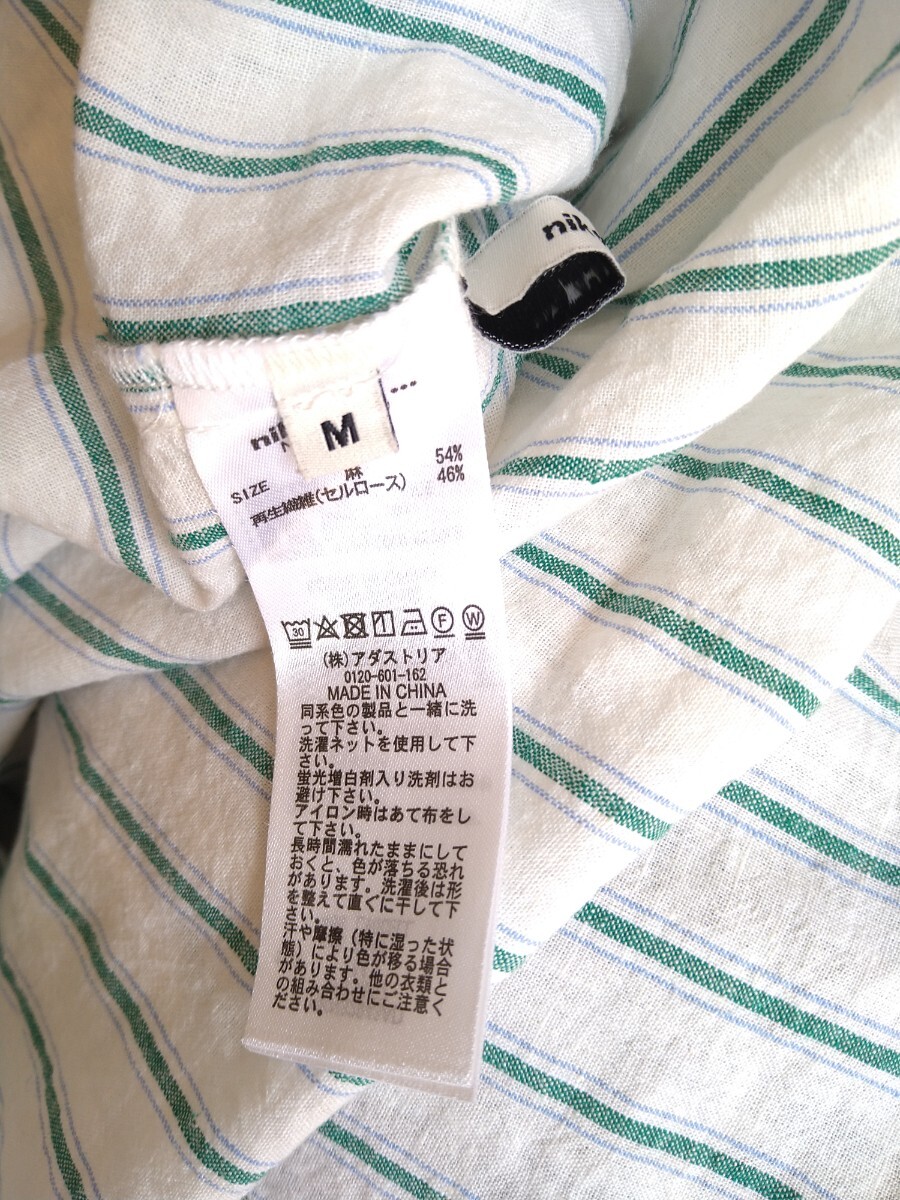 M
SIZE
麻 54%
再生繊維(セルロース) 46%
30
F W
(株)アダストリア
0120-601-162
MADE IN CHINA
同系色の製品と一緒に洗
って下さい。
洗濯ネットを使用して下
さい。
蛍光増白剤入り洗剤はお
避け下さい。
アイロン時はあて布をし
て下さい。
長時間濡れたままにして
おくと、色が落ちる恐れ
があります。洗濯後は形
を整えて直ぐに干して下
さい。
汗や摩擦(特に湿った状
態)により色が移る場合
があります。他の衣類と
の組み合わせにご注意く
ださい。